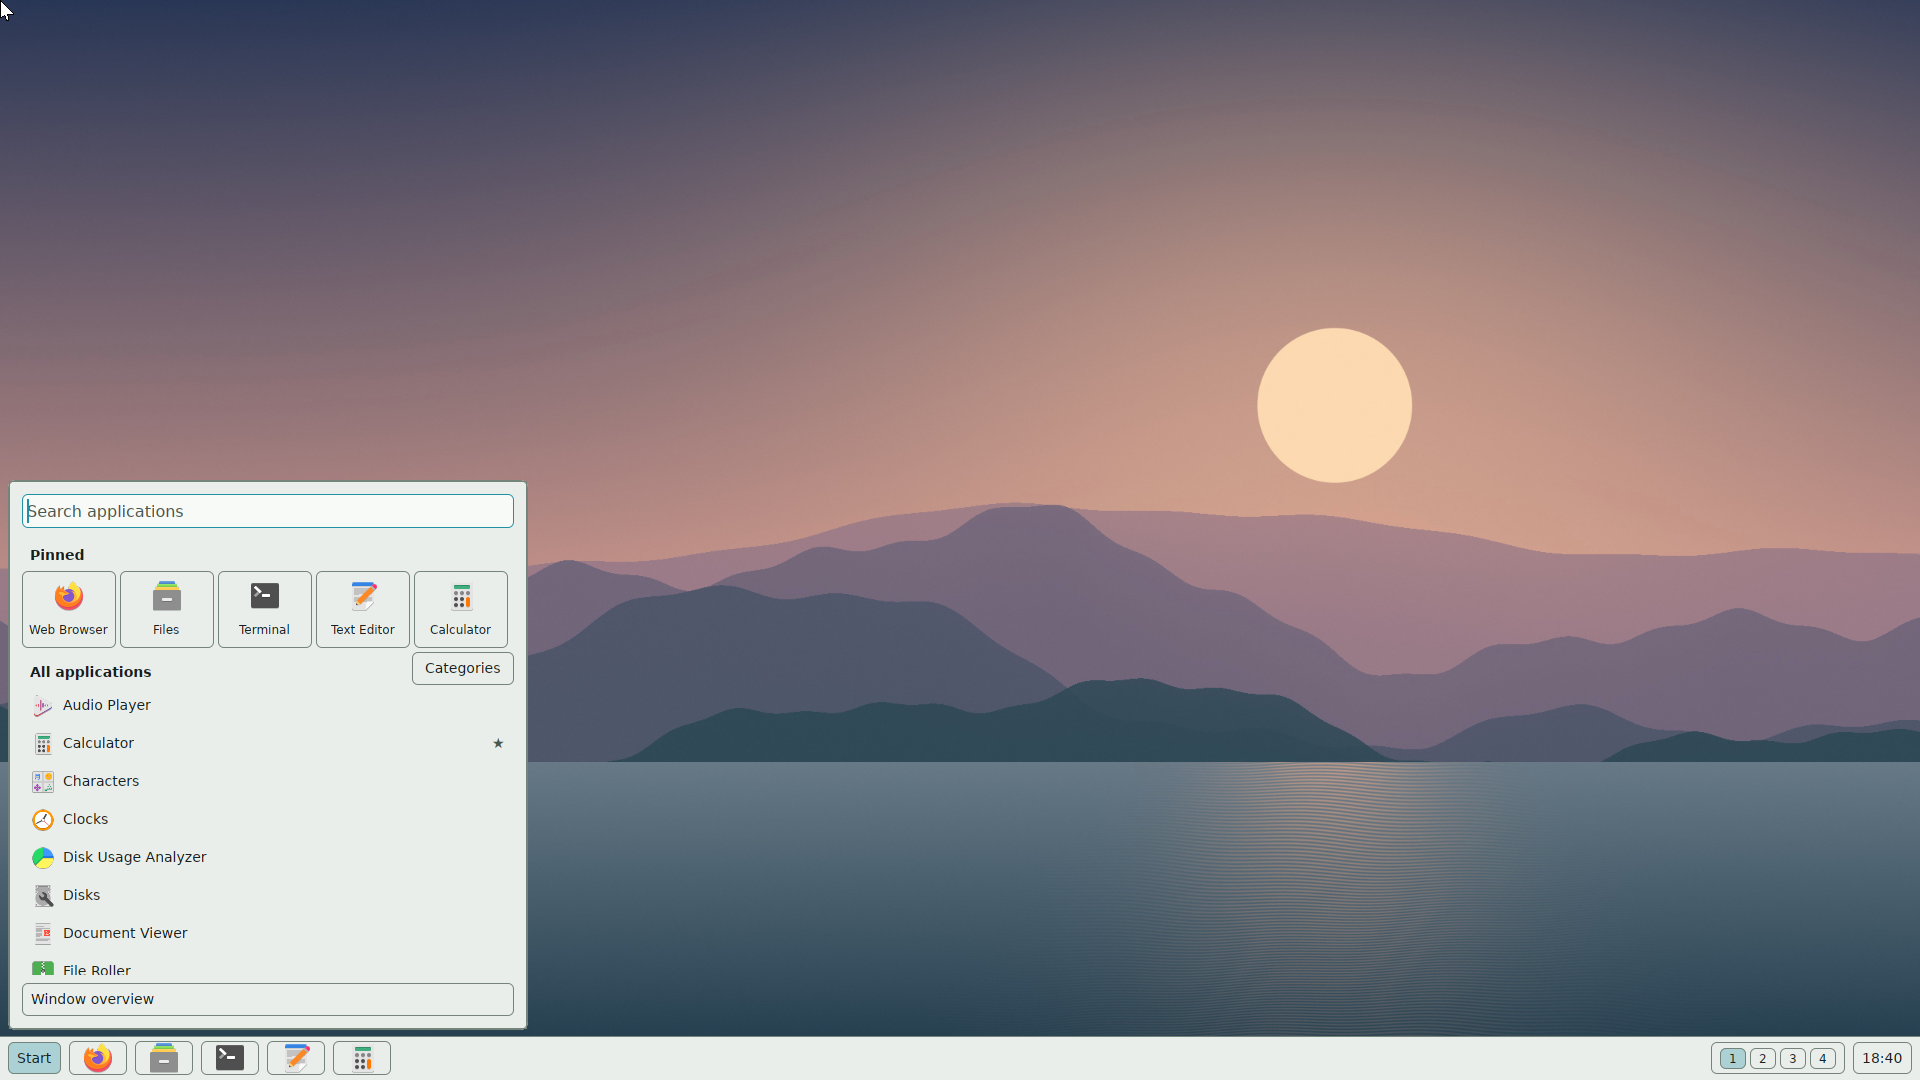 Search applications
Pinned
Web Browser
Files
Terminal
Text Editor
Calculator
All applications
Categories
Audio Player
Calculator
Characters
Clocks
Disk Usage Analyzer
Disks
Document Viewer
File Roller
Window overview
Start
1 2 3 4
18:40